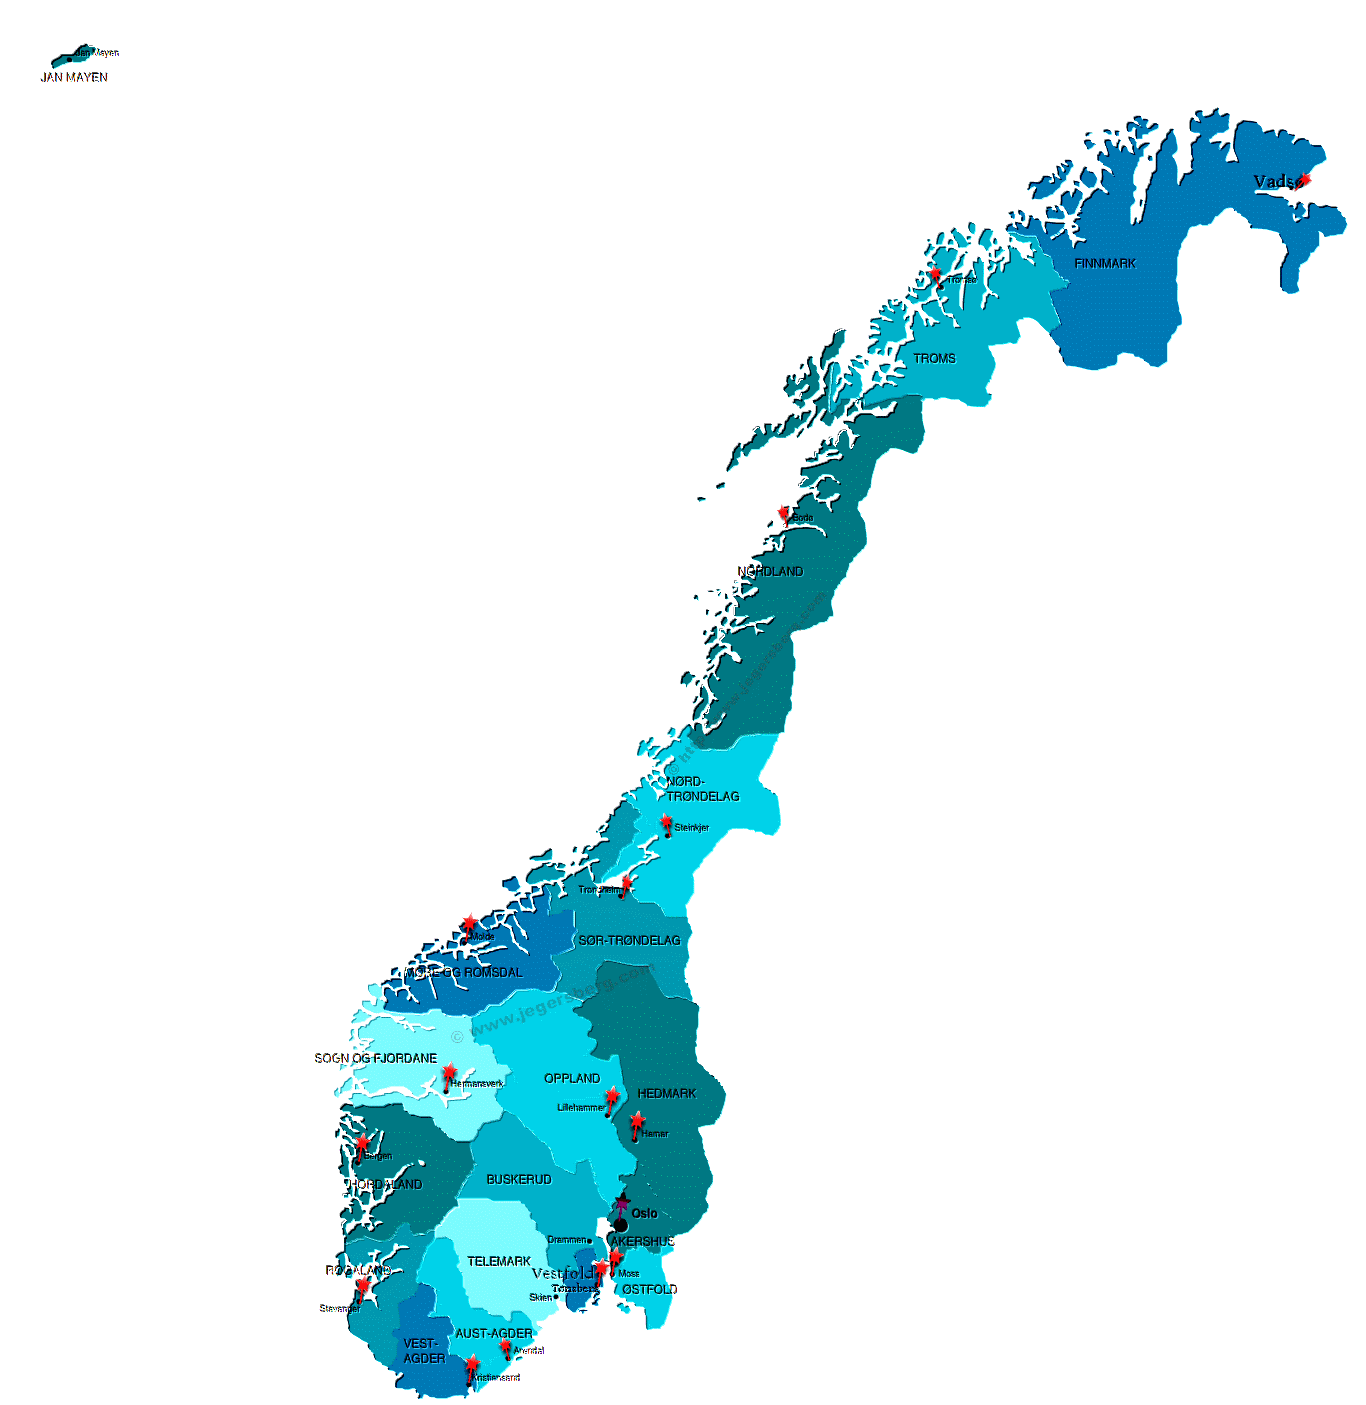 Jan Mayen
JAN MAYEN
Vadsø
FINNMARK
Tromsø
TROMS
Bodø
NORDLAND
NØRD-
TRØNDELAG
Steinkjer
Trondheim
SØR-TRØNDELAG
Molde
MØRE OG ROMSDAL
© www.jegersberg.com
SOGN OG FJORDANE
Hermansverk
OPPLAND
Lillehammer
HEDMARK
Hamar
Bergen
HORDALAND
BUSKERUD
Oslo
Drammen
AKERSHUS
TELEMARK
Vestfold
Tønsberg
Moss
ØSTFOLD
Skien
ROGALAND
Stavanger
VEST-
AGDER
AUST-AGDER
Arendal
Kristiansand